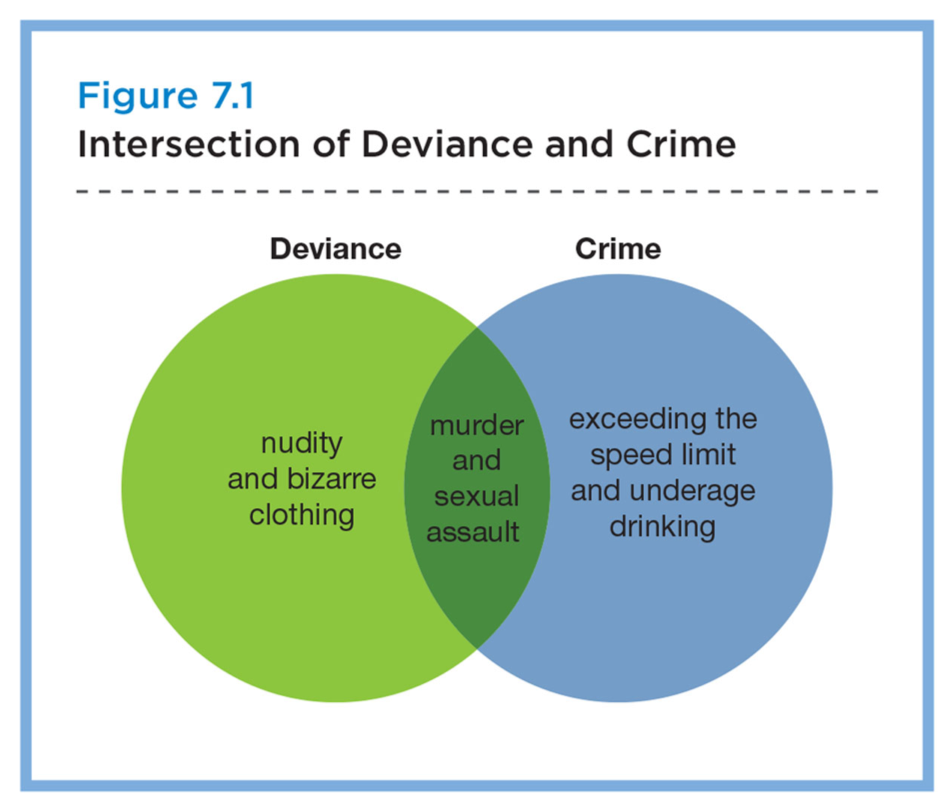 Figure 7.1
Intersection of Deviance and Crime
Deviance
Crime
nudity
and bizarre
clothing
murder
and
sexual
assault
exceeding the
speed limit
and underage
drinking